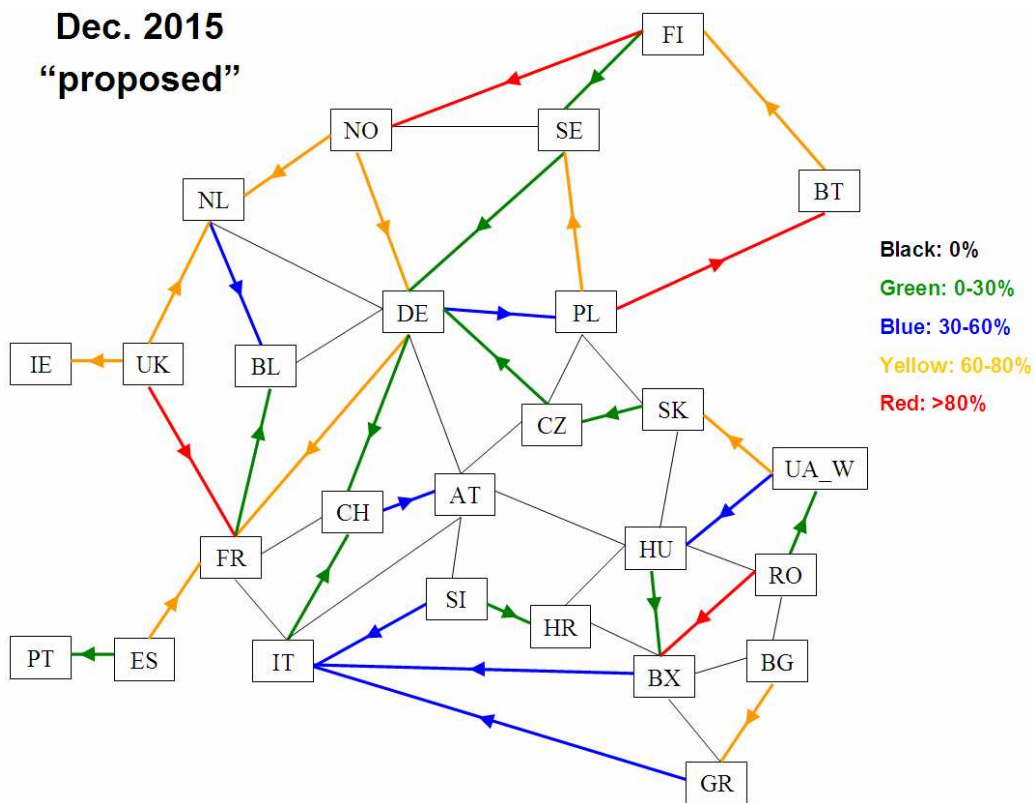 Dec. 2015
“proposed”
FI
NO
SE
NL
BT
Black: 0%
Green: 0-30%
Blue: 30-60%
Yellow: 60-80%
Red: >80%
DE
PL
IE
UK
BL
CZ
SK
UA_W
CH
AT
FR
HU
RO
SI
HR
PT
ES
IT
BX
BG
GR